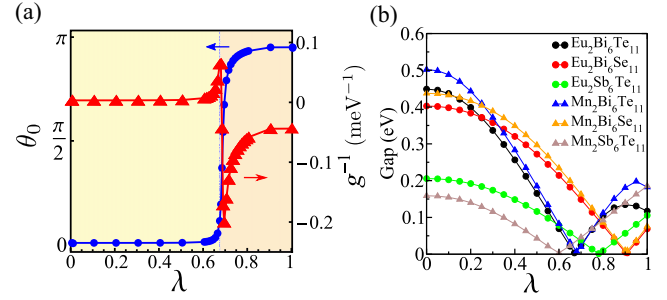 (a)
π
π/2
0
θ₀
0 0.2 0.4 0.6 0.8 1
λ
0.1
0
-0.1
-0.2
g⁻¹ (meV⁻¹)
(b)
0.6
0.5
0.4
0.3
0.2
0.1
0
Gap (eV)
0.0 0.2 0.4 0.6 0.8 1.0
λ
Eu₂Bi₆Te₁₁
Eu₂Bi₆Se₁₁
Eu₂Sb₆Te₁₁
Mn₂Bi₆Te₁₁
Mn₂Bi₆Se₁₁
Mn₂Sb₆Te₁₁